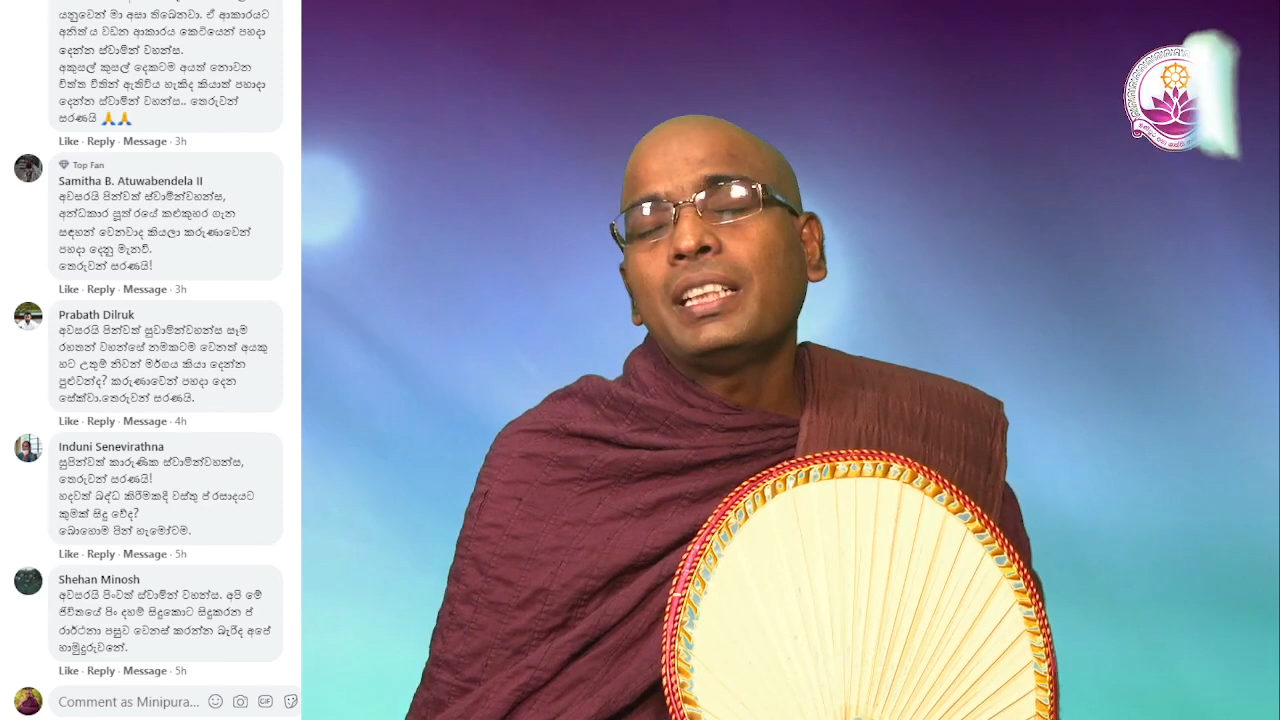 යනුවෙන් මා අසා තිබෙනවා. ඒ ආකාරයට
අනිත් ය වඩන ආකාරය කෙටියෙන් පහදා
දෙන්න ස්වාමින් වහන්ස.
අකුසල් කුසල් දෙකටම අයත් නොවන
චිත්ත වීතින් ඇතිවිය හැකිද කියාත් පහාදා
දෙන්න ස්වාමින් වහන්ස.. තෙරුවන්
සරණයි 🙏🙏
Like · Reply · Message · 3h
Top Fan
Samitha B. Atuwabendela II
අවසරයි පින්වත් ස්වාමින්වහන්ස,
අන්ධකාර සූත් රයේ කළුකුහර ගැන
සඳහන් වෙනවාද කියලා කරුණාවෙන්
පහදා දෙනු මැනවි.
තෙරුවන් සරණයි!
Like · Reply · Message · 3h
Prabath Dilruk
අවසරයි පින්වත් සුවාමින්වහන්ස සෑම
රහතන් වහන්සේ නමකටම වෙනත් අයකු
හට උතුම් නිවන් මර්ගය කියා දෙන්න
පුළුවන්ද? කරුණාවෙන් පහදා දෙන
සේක්වා.තෙරුවන් සරණයි.
Like · Reply · Message · 4h
Induni Senevirathna
සුපින්වත් කාරුණික ස්වාමින්වහන්ස,
තෙරුවන් සරණයි!
හදවත් බද්ධ කිරීමකදී වස්තු ප් රසාදයට
කුමක් සිදු වේද?
බොහොම පින් හැමෝටම.
Like · Reply · Message · 5h
Shehan Minosh
අවසරයි පිංවත් ස්වාමින් වහන්ස. අපි මේ
ජීවිතයේ පිං දහම් සිදුකොට සිදුකරන ප්
රාර්ථනා පසුව වෙනස් කරන්න බැරිද අපේ
හාමුදුරුවනේ.
Like · Reply · Message · 5h
Comment as Minipura...
GIF